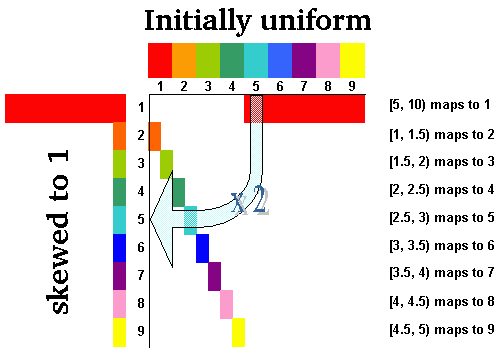 Initially uniform
1 2 3 4 5 6 7 8 9
1 [5, 10) maps to 1
2 [1, 1.5) maps to 2
3 [1.5, 2) maps to 3
4 [2, 2.5) maps to 4
x 2
5 [2.5, 3) maps to 5
6 [3, 3.5) maps to 6
7 [3.5, 4) maps to 7
8 [4, 4.5) maps to 8
9 [4.5, 5) maps to 9
skewed to 1